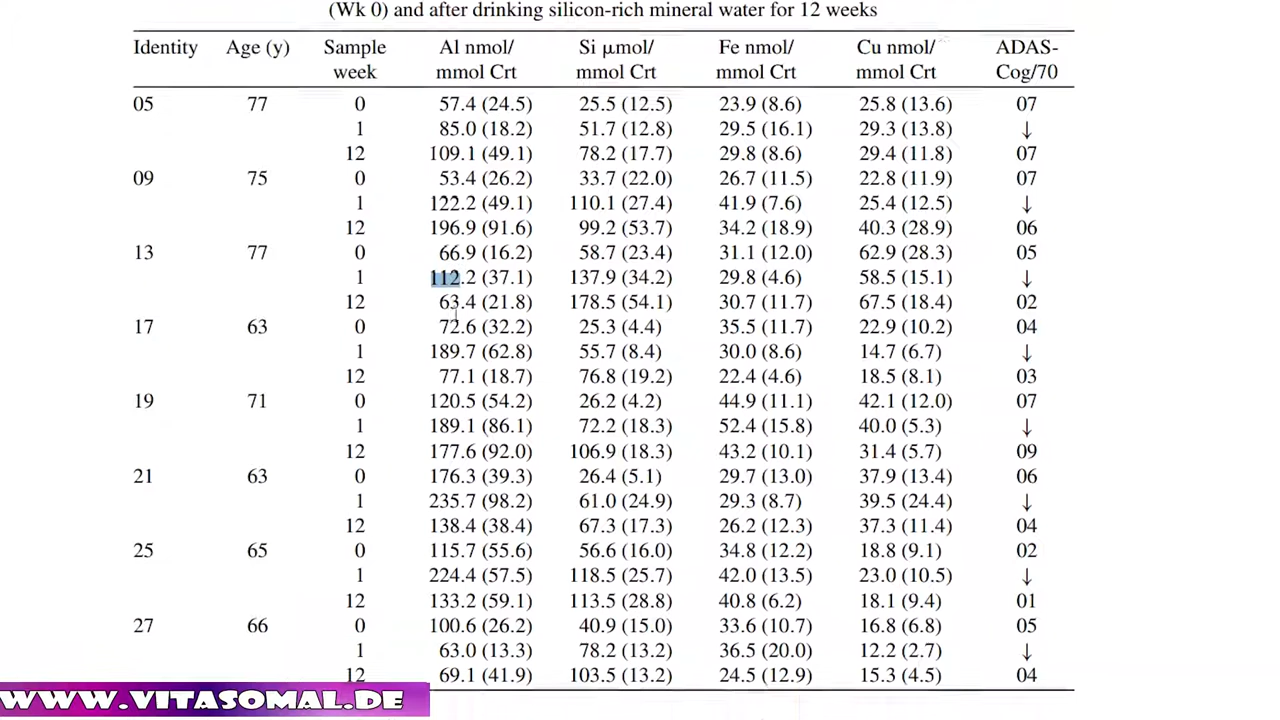 (Wk 0) and after drinking silicon-rich mineral water for 12 weeks
Identity Age (y) Sample Al nmol/ Si μmol/ Fe nmol/ Cu nmol/ ADAS-
week mmol Crt mmol Crt mmol Crt mmol Crt Cog/70
05 77 0 57.4 (24.5) 25.5 (12.5) 23.9 (8.6) 25.8 (13.6) 07
1 85.0 (18.2) 51.7 (12.8) 29.5 (16.1) 29.3 (13.8) ↓
12 109.1 (49.1) 78.2 (17.7) 29.8 (8.6) 29.4 (11.8) 07
09 75 0 53.4 (26.2) 33.7 (22.0) 26.7 (11.5) 22.8 (11.9) 07
1 122.2 (49.1) 110.1 (27.4) 41.9 (7.6) 25.4 (12.5) ↓
12 196.9 (91.6) 99.2 (53.7) 34.2 (18.9) 40.3 (28.9) 06
13 77 0 66.9 (16.2) 58.7 (23.4) 31.1 (12.0) 62.9 (28.3) 05
1 112.2 (37.1) 137.9 (34.2) 29.8 (4.6) 58.5 (15.1) ↓
12 63.4 (21.8) 178.5 (54.1) 30.7 (11.7) 67.5 (18.4) 02
17 63 0 72.6 (32.2) 25.3 (4.4) 35.5 (11.7) 22.9 (10.2) 04
1 189.7 (62.8) 55.7 (8.4) 30.0 (8.6) 14.7 (6.7) ↓
12 77.1 (18.7) 76.8 (19.2) 22.4 (4.6) 18.5 (8.1) 03
19 71 0 120.5 (54.2) 26.2 (4.2) 44.9 (11.1) 42.1 (12.0) 07
1 189.1 (86.1) 72.2 (18.3) 52.4 (15.8) 40.0 (5.3) ↓
12 177.6 (92.0) 106.9 (18.3) 43.2 (10.1) 31.4 (5.7) 09
21 63 0 176.3 (39.3) 26.4 (5.1) 29.7 (13.0) 37.9 (13.4) 06
1 235.7 (98.2) 61.0 (24.9) 29.3 (8.7) 39.5 (24.4) ↓
12 138.4 (38.4) 67.3 (17.3) 26.2 (12.3) 37.3 (11.4) 04
25 65 0 115.7 (55.6) 56.6 (16.0) 34.8 (12.2) 18.8 (9.1) 02
1 224.4 (57.5) 118.5 (25.7) 42.0 (13.5) 23.0 (10.5) ↓
12 133.2 (59.1) 113.5 (28.8) 40.8 (6.2) 18.1 (9.4) 01
27 66 0 100.6 (26.2) 40.9 (15.0) 33.6 (10.7) 16.8 (6.8) 05
1 63.0 (13.3) 78.2 (13.2) 36.5 (20.0) 12.2 (2.7) ↓
12 69.1 (41.9) 103.5 (13.2) 24.5 (12.9) 15.3 (4.5) 04
WWW.VITASOMAL.DE